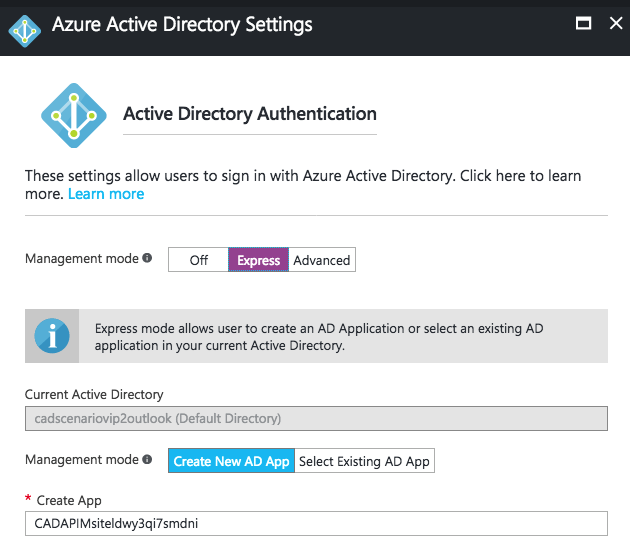 Azure Active Directory Settings
Active Directory Authentication
These settings allow users to sign in with Azure Active Directory. Click here to learn
more. Learn more
Management mode Off Express Advanced
Express mode allows user to create an AD Application or select an existing AD
application in your current Active Directory.
Current Active Directory
cadscenariovip2outlook (Default Directory)
Management mode Create New AD App Select Existing AD App
* Create App
CADAPIMsiteldwy3qi7smdni